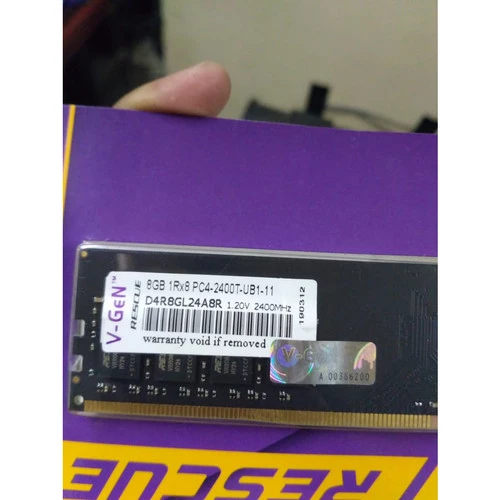 V-GeN™
RESCUE
8GB 1Rx8 PC4-2400T-UB1-11
D4R8GL24A8R 1.20V 2400MHz
warranty void if removed
190312
V-G
A 00366200
RESCUE